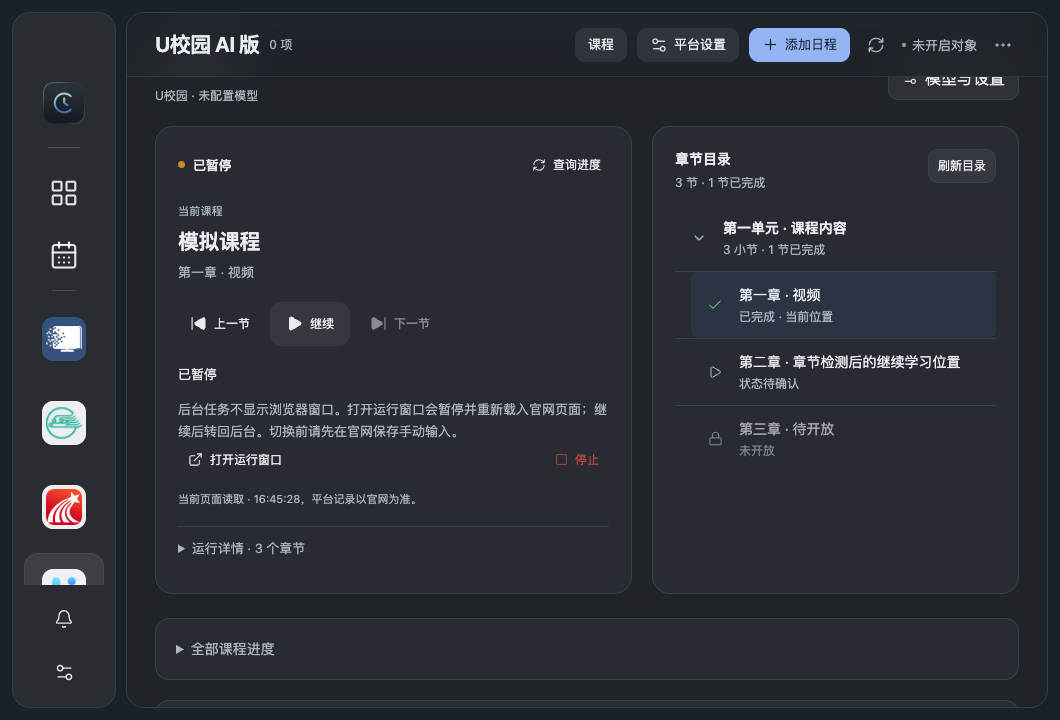 U校园 AI 版 0 项
课程
平台设置
添加日程
未开启对象
U校园 · 未配置模型
模型与设置
已暂停
查询进度
当前课程
模拟课程
第一章 · 视频
上一节
继续
下一节
已暂停
后台任务不显示浏览器窗口。打开运行窗口会暂停并重新载入官网页面；继
续后转回后台。切换前请先在官网保存手动输入。
打开运行窗口
停止
当前页面读取 · 16:45:28，平台记录以官网为准。
运行详情 · 3 个章节
章节目录
3 节 · 1 节已完成
刷新目录
第一单元 · 课程内容
3 小节 · 1 节已完成
第一章 · 视频
已完成 · 当前位置
第二章 · 章节检测后的继续学习位置
状态待确认
第三章 · 待开放
未开放
全部课程进度